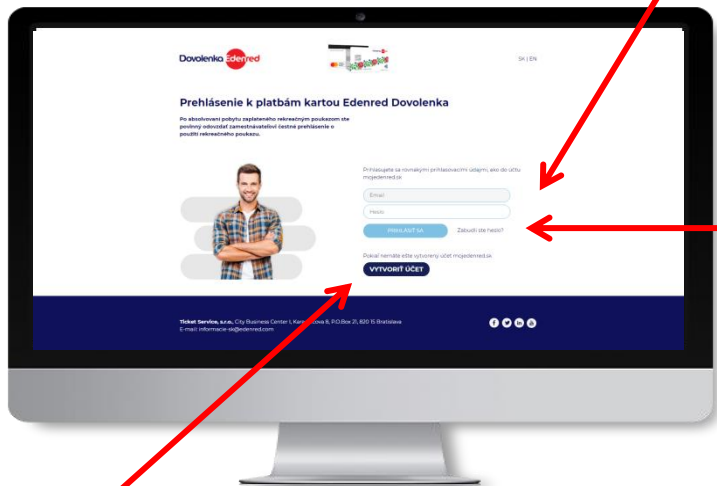 Dovolenka Edenred
SK | EN
Prehlásenie k platbám kartou Edenred Dovolenka
Po absolvovaní pobytu zaplateného rekreačným poukazom ste
povinný odovzdať zamestnávateľovi čestné prehlásenie o
použití rekreačného poukazu.
Prihlasujete sa rovnakými prihlasovacími údajmi, ako do účtu
mojedenred.sk
Email
Heslo
PRIHLÁSIŤ SA
Zabudli ste heslo?
Pokiaľ nemáte ešte vytvorený účet mojedenred.sk
VYTVORIŤ ÚČET
Ticket Service, s.r.o., City Business Center I, 8, P.O.Box 21, 820 15 Bratislava
E-mail: informacie-sk@edenred.com